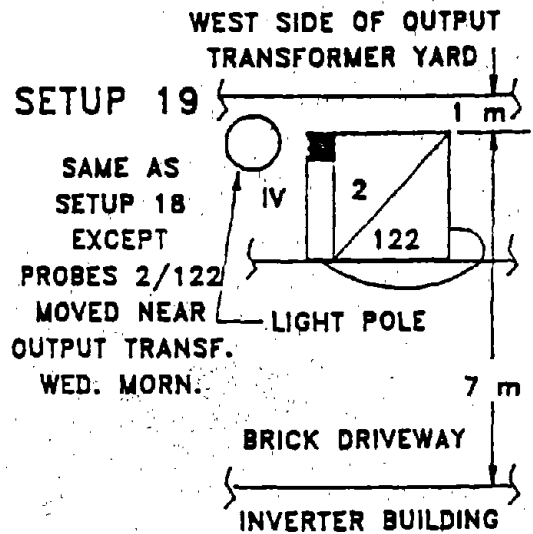 WEST SIDE OF OUTPUT
TRANSFORMER YARD
SETUP 19
1 m
SAME AS
SETUP 18
EXCEPT
PROBES 2/122
MOVED NEAR
OUTPUT TRANSF.
WED. MORN.
IV
2
122
LIGHT POLE
7 m
BRICK DRIVEWAY
INVERTER BUILDING